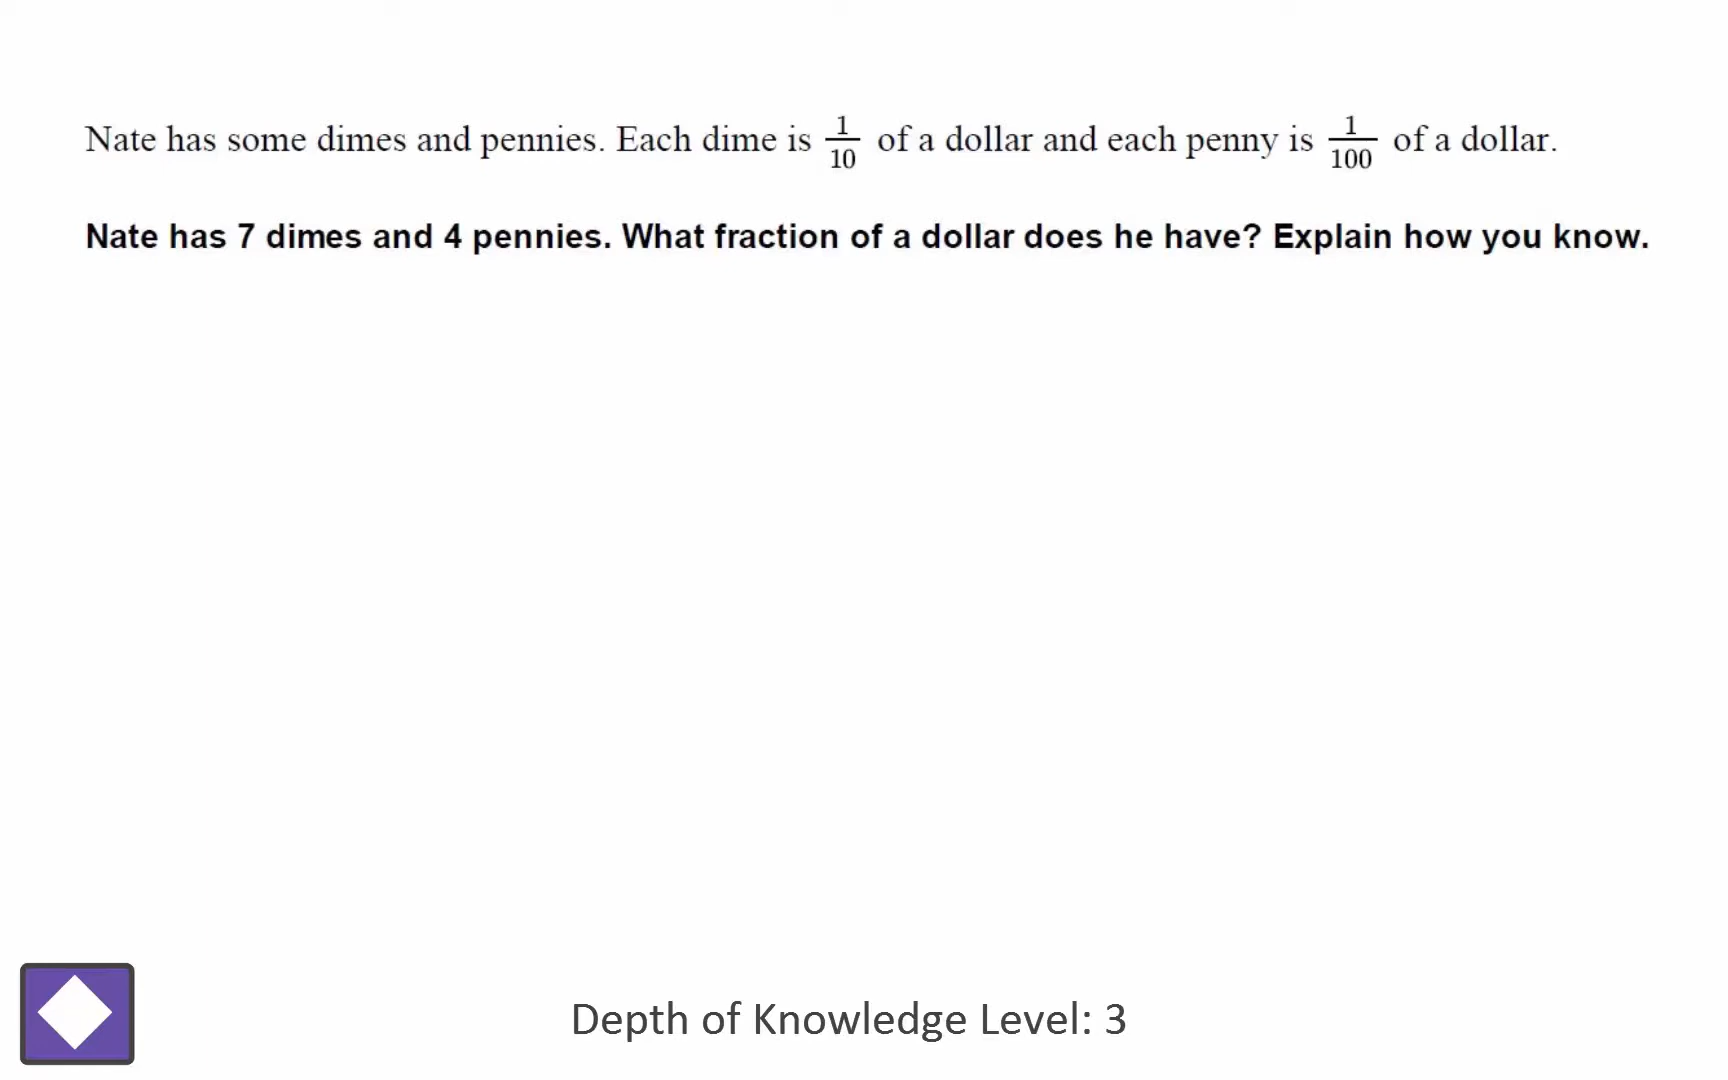 Nate has some dimes and pennies. Each dime is 1/10 of a dollar and each penny is 1/100 of a dollar.
Nate has 7 dimes and 4 pennies. What fraction of a dollar does he have? Explain how you know.
Depth of Knowledge Level: 3